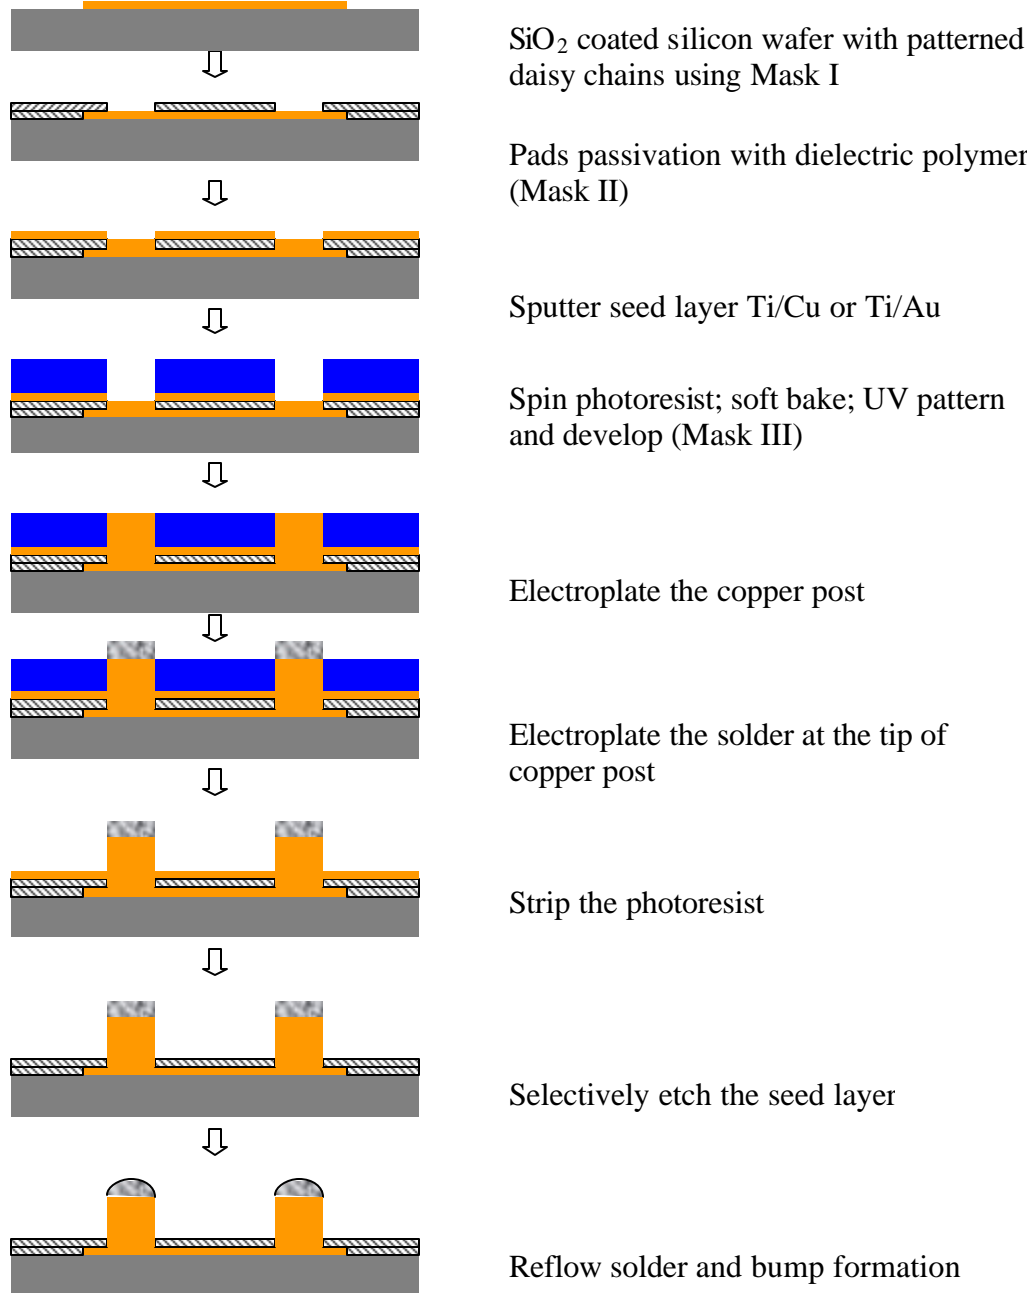 SiO₂ coated silicon wafer with patterned
daisy chains using Mask I
Pads passivation with dielectric polymer
(Mask II)
Sputter seed layer Ti/Cu or Ti/Au
Spin photoresist; soft bake; UV pattern
and develop (Mask III)
Electroplate the copper post
Electroplate the solder at the tip of
copper post
Strip the photoresist
Selectively etch the seed layer
Reflow solder and bump formation